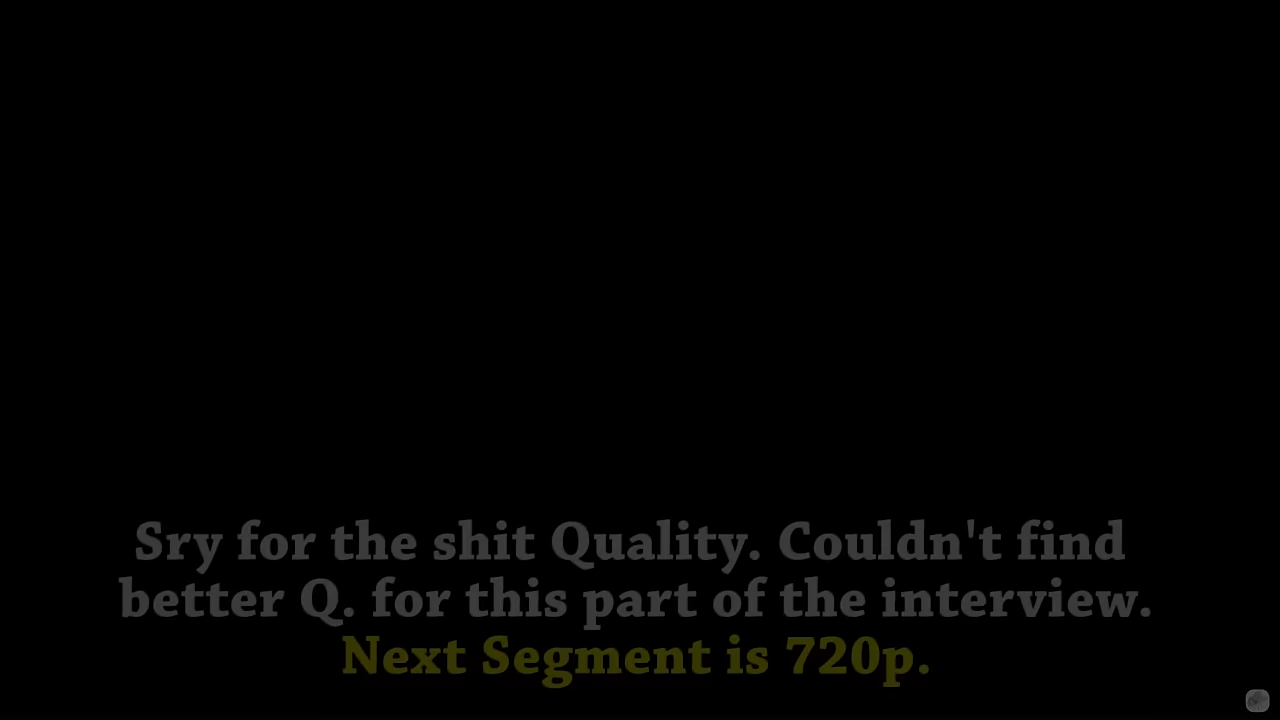 Sry for the shit Quality. Couldn't find
better Q. for this part of the interview.
Next Segment is 720p.